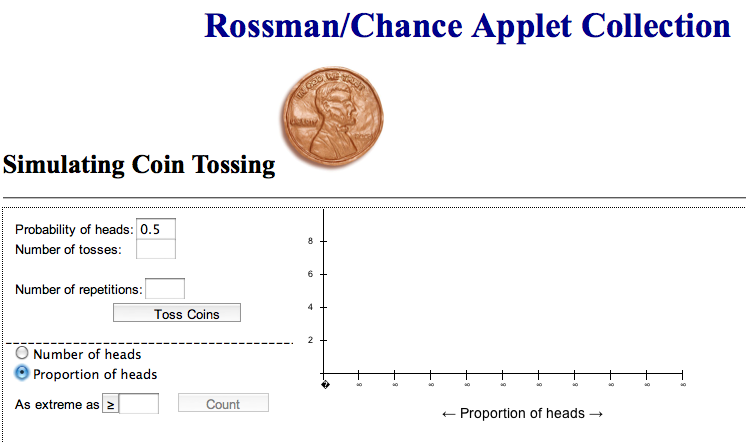 Rossman/Chance Applet Collection
IN GOD WE TRUST
Simulating Coin Tossing
Probability of heads: 0.5
Number of tosses:
Number of repetitions:
Toss Coins
Number of heads
Proportion of heads
As extreme as ≥
Count
8
6
4
2
� ∞ ∞ ∞ ∞ ∞ ∞ ∞ ∞ ∞ ∞
← Proportion of heads →